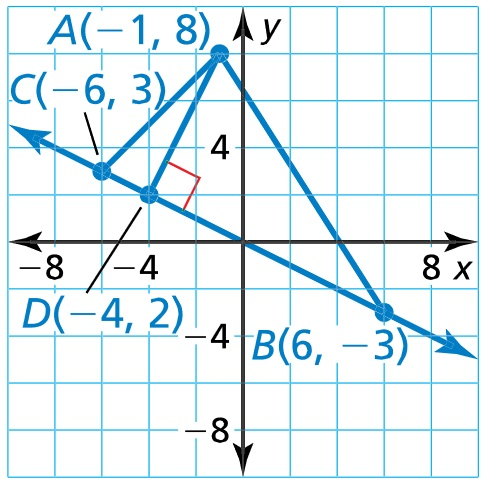 A(−1, 8)
y
C(−6, 3)
4
−8
−4
8
x
D(−4, 2)
−4
B(6, −3)
−8